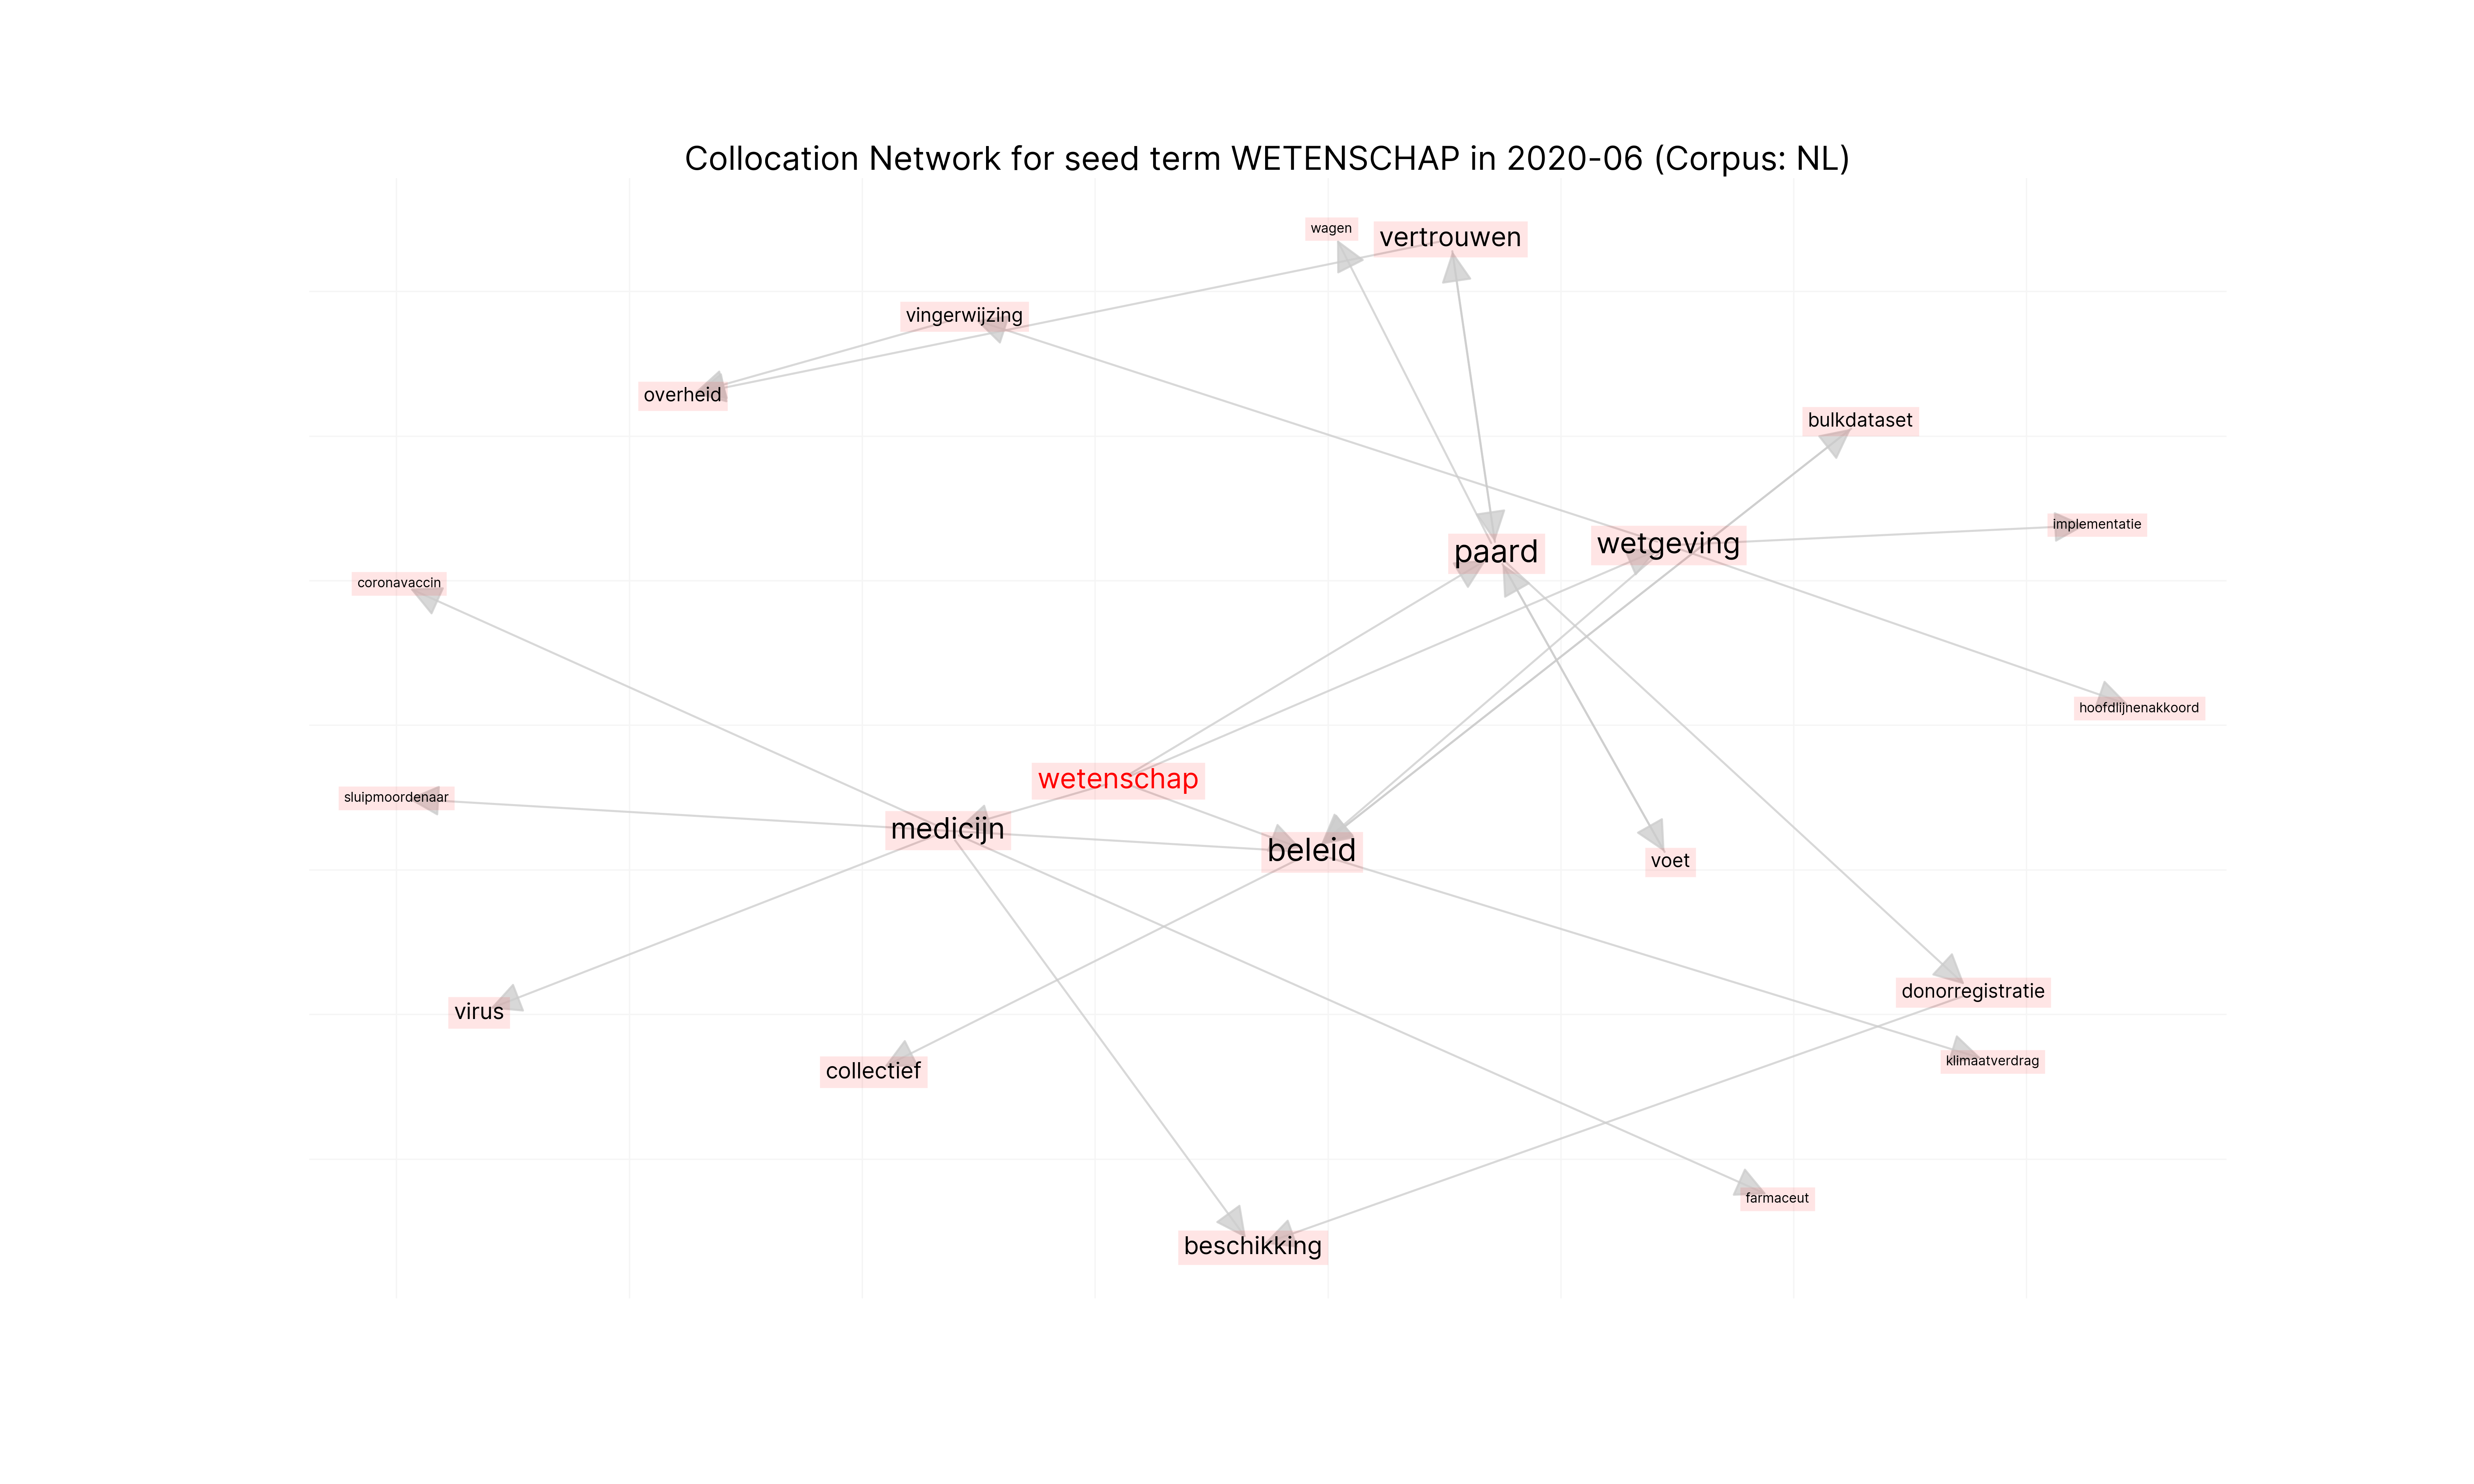 Collocation Network for seed term WETENSCHAP in 2020-06 (Corpus: NL)
wagen
vertrouwen
vingerwijzing
overheid
bulkdataset
implementatie
paard
wetgeving
coronavaccin
hoofdlijnenakkoord
wetenschap
sluipmoordenaar
medicijn
beleid
voet
donorregistratie
virus
klimaatverdrag
collectief
farmaceut
beschikking